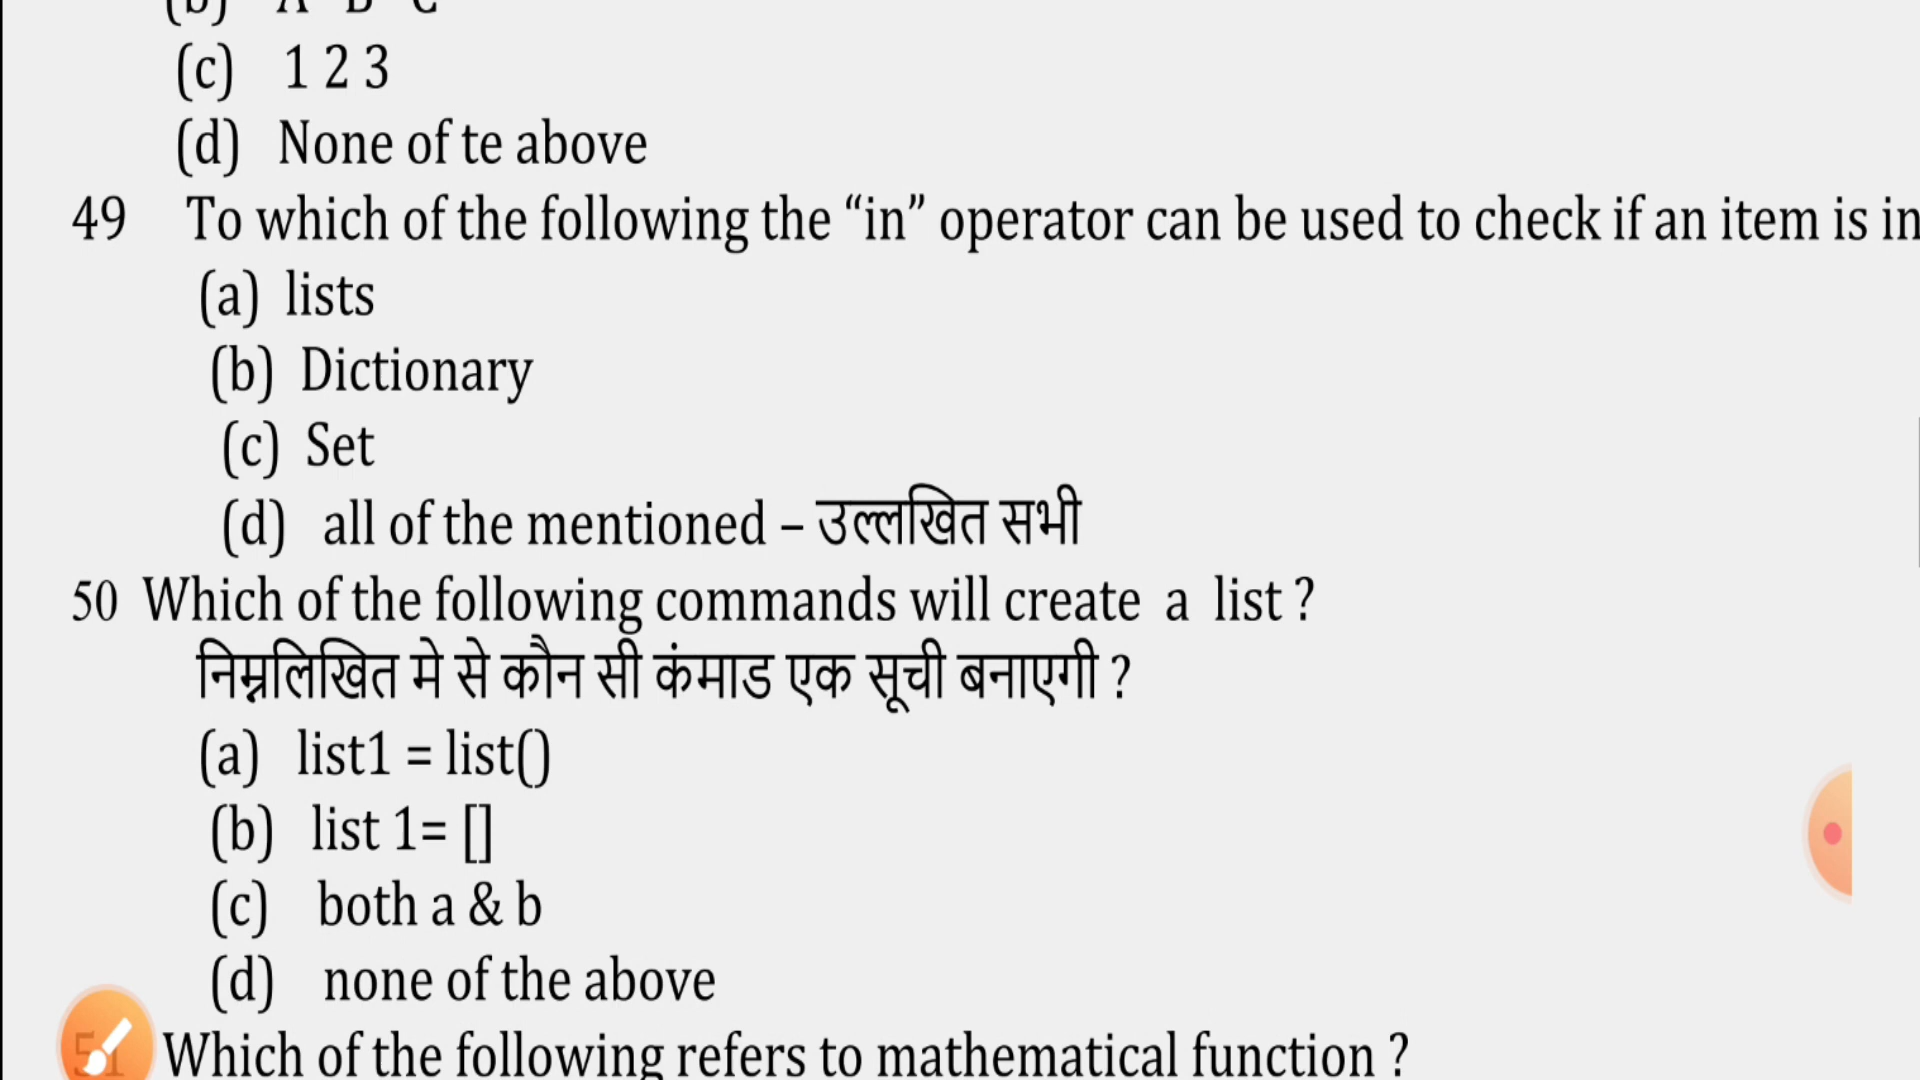 (b) A B C
(c) 1 2 3
(d) None of te above
49 To which of the following the “in” operator can be used to check if an item is in
(a) lists
(b) Dictionary
(c) Set
(d) all of the mentioned – उल्लखित सभी
50 Which of the following commands will create a list ?
निम्नलिखित मे से कौन सी कंमाड एक सूची बनाएगी ?
(a) list1 = list()
(b) list 1= []
(c) both a & b
(d) none of the above
51 Which of the following refers to mathematical function ?